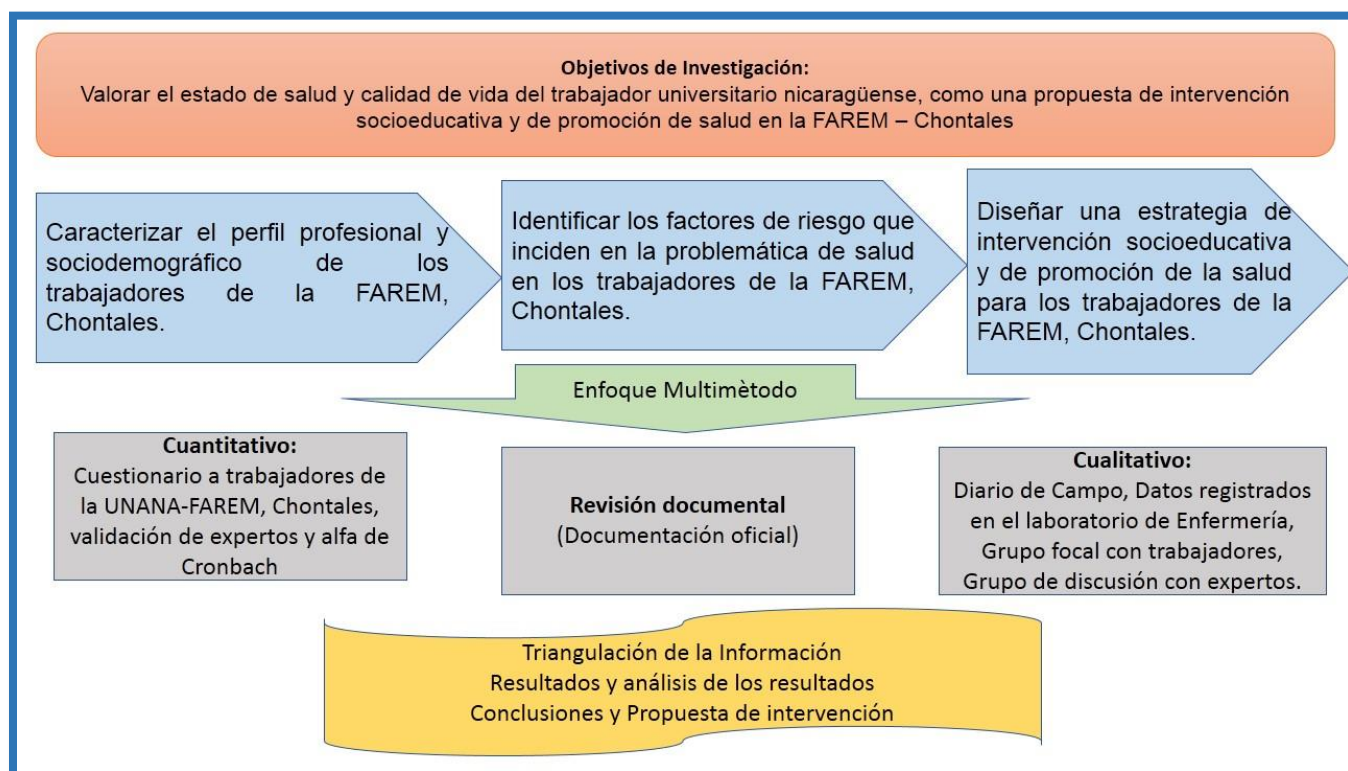 Objetivos de Investigación:
Valorar el estado de salud y calidad de vida del trabajador universitario nicaragüense, como una propuesta de intervención
socioeducativa y de promoción de salud en la FAREM – Chontales
Caracterizar el perfil profesional y
sociodemográfico de los
trabajadores de la FAREM,
Chontales.
Identificar los factores de riesgo que
inciden en la problemática de salud
en los trabajadores de la FAREM,
Chontales.
Diseñar una estrategia de
intervención socioeducativa
y de promoción de la salud
para los trabajadores de la
FAREM, Chontales.
Enfoque Multimètodo
Cuantitativo:
Cuestionario a trabajadores de
la UNANA-FAREM, Chontales,
validación de expertos y alfa de
Cronbach
Revisión documental
(Documentación oficial)
Cualitativo:
Diario de Campo, Datos registrados
en el laboratorio de Enfermería,
Grupo focal con trabajadores,
Grupo de discusión con expertos.
Triangulación de la Información
Resultados y análisis de los resultados
Conclusiones y Propuesta de intervención